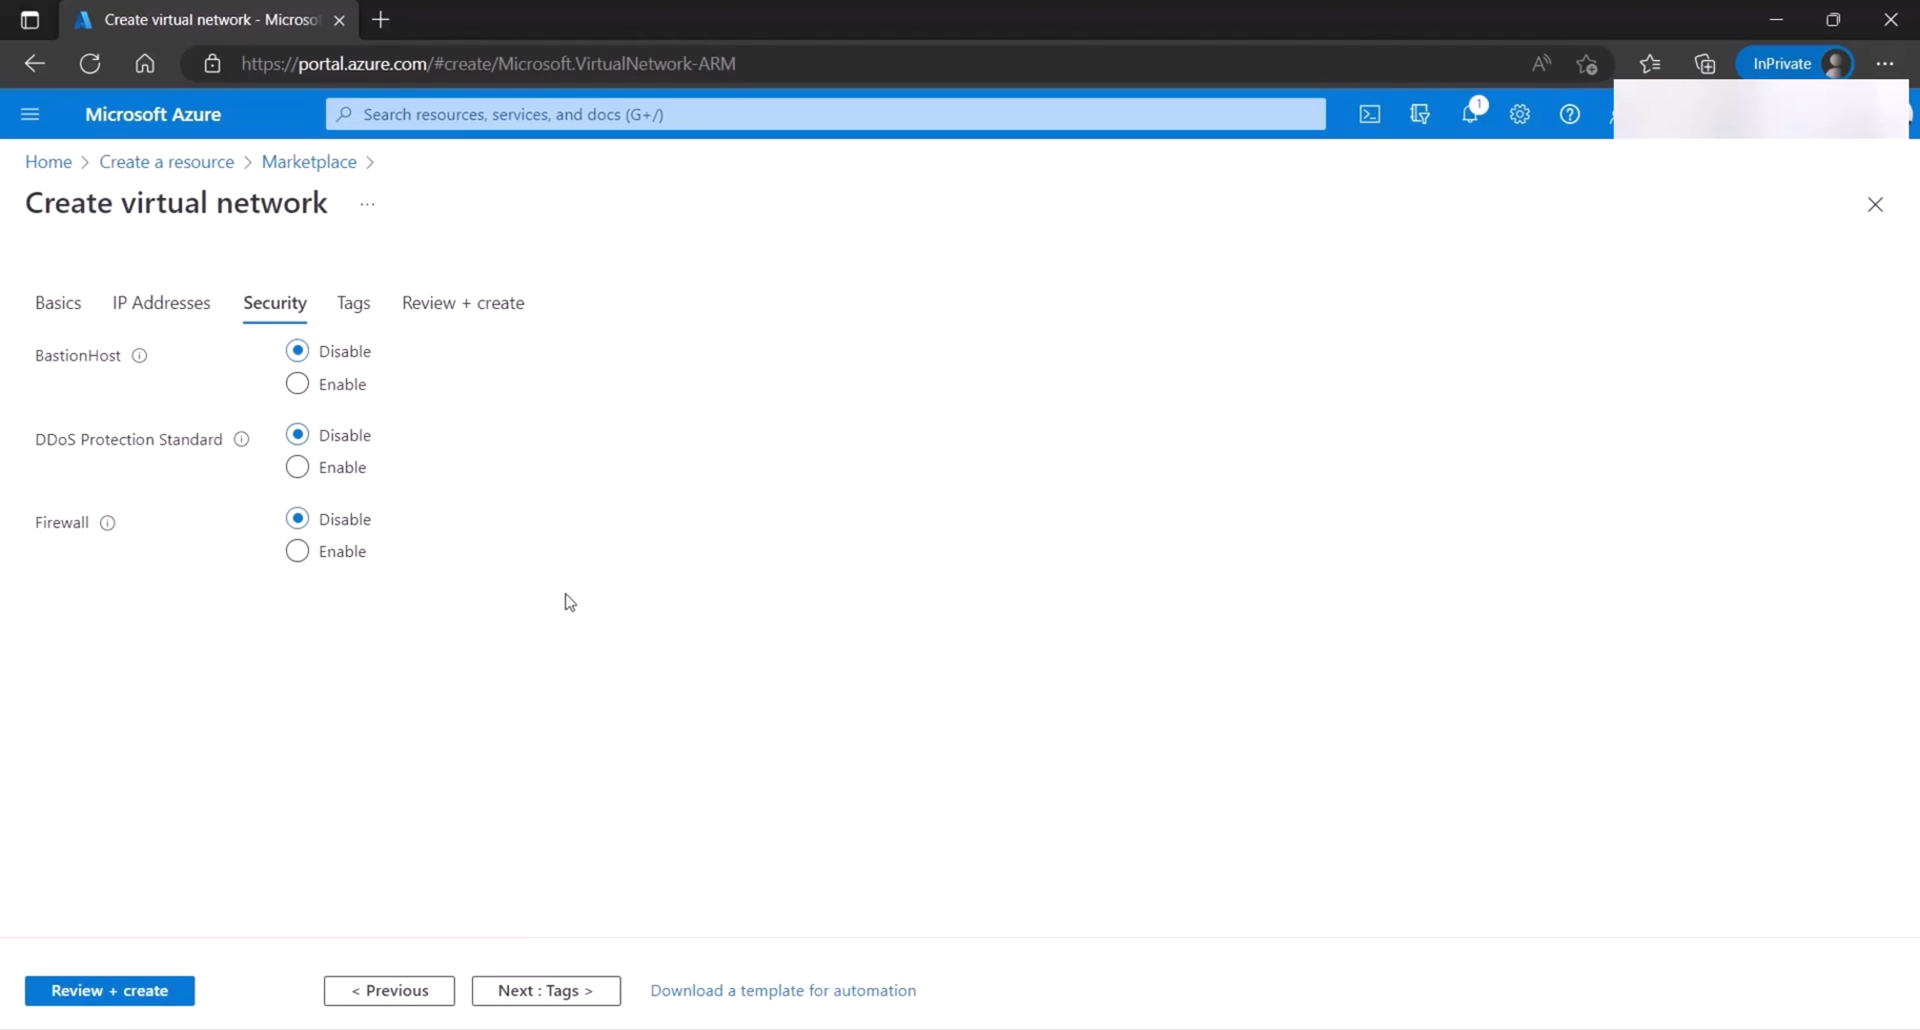 Create virtual network - Microso
https://portal.azure.com/#create/Microsoft.VirtualNetwork-ARM
InPrivate
Microsoft Azure
Search resources, services, and docs (G+/)
1
Home > Create a resource > Marketplace >
Create virtual network ...
Basics IP Addresses Security Tags Review + create
BastionHost
Disable
Enable
DDoS Protection Standard
Disable
Enable
Firewall
Disable
Enable
Review + create
< Previous
Next : Tags >
Download a template for automation